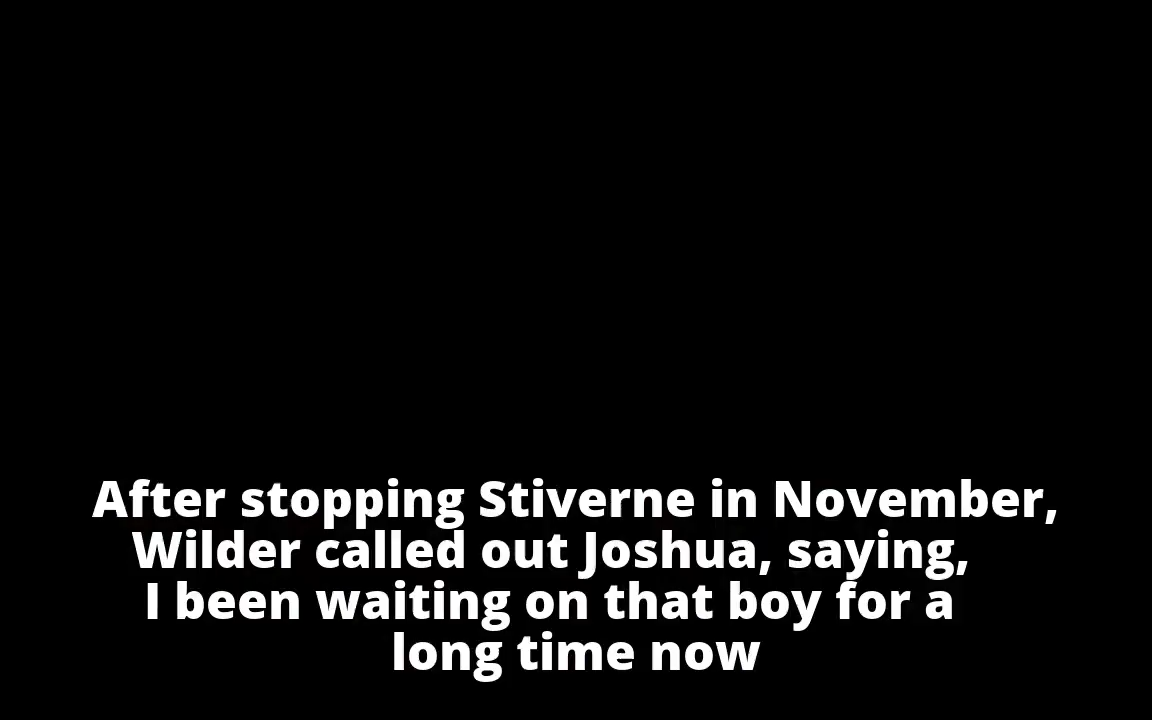 After stopping Stiverne in November,
Wilder called out Joshua, saying,
I been waiting on that boy for a
long time now